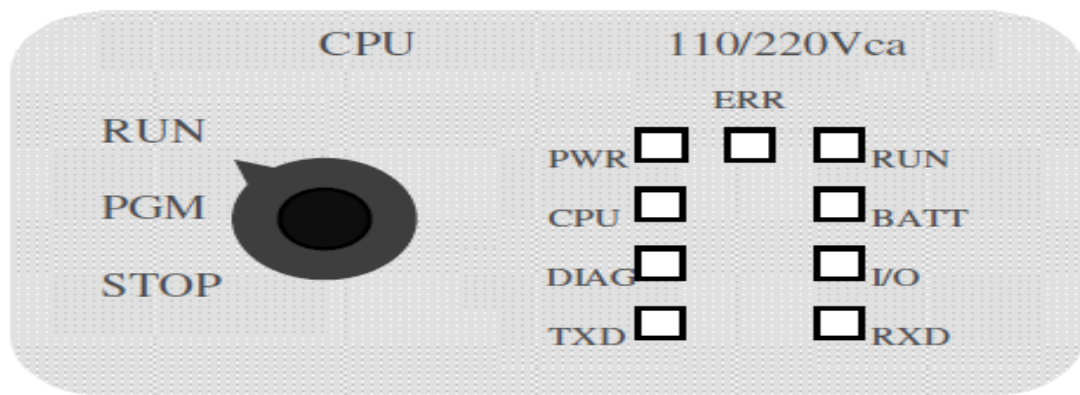 CPU
110/220Vca
ERR
RUN
PGM
STOP
PWR RUN
CPU BATT
DIAG I/O
TXD RXD